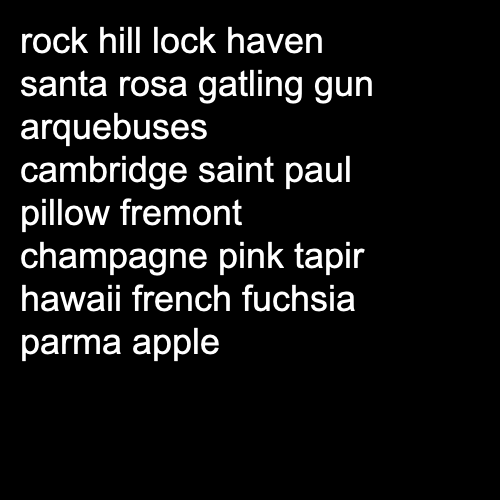 rock hill lock haven
santa rosa gatling gun
arquebuses
cambridge saint paul
pillow fremont
champagne pink tapir
hawaii french fuchsia
parma apple